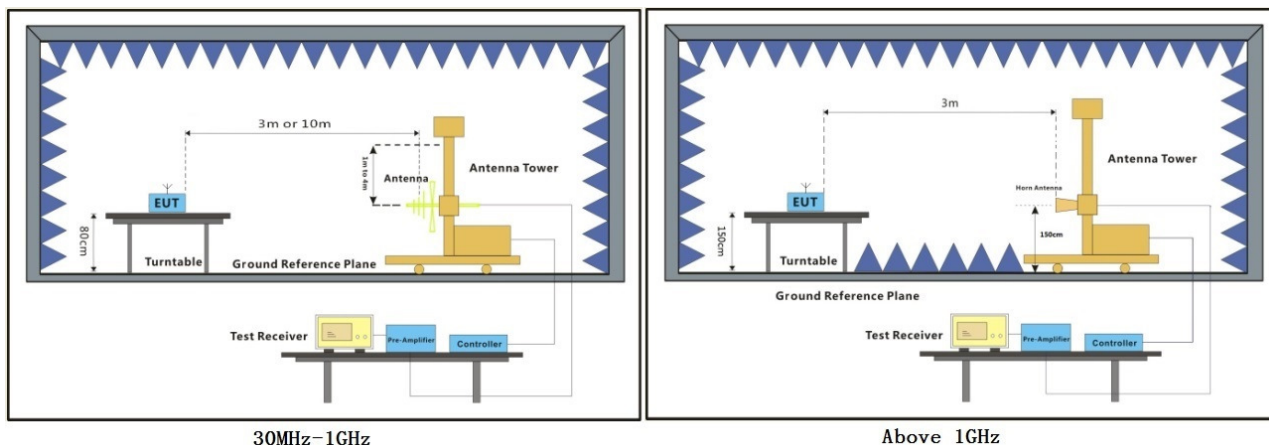 3m or 10m
1m to 4m
Antenna
Antenna Tower
EUT
80cm
Turntable
Ground Reference Plane
Test Receiver
Pre-Amplifier
Controller
30MHz-1GHz
3m
Antenna Tower
Horn Antenna
EUT
150cm
150cm
Turntable
Ground Reference Plane
Test Receiver
Pre-Amplifier
Controller
Above 1GHz